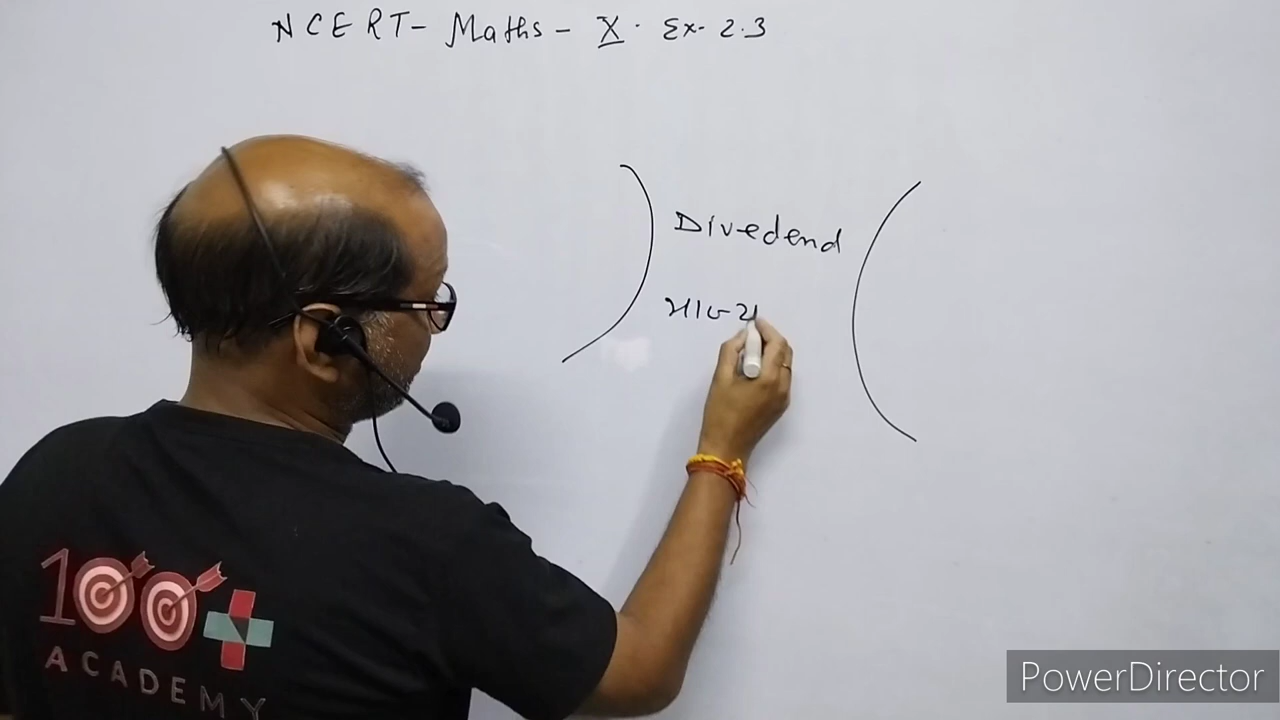 NCERT- Maths - X. Ex- 2.3
Divedend
भाज्य
100+
ACADEMY
PowerDirector